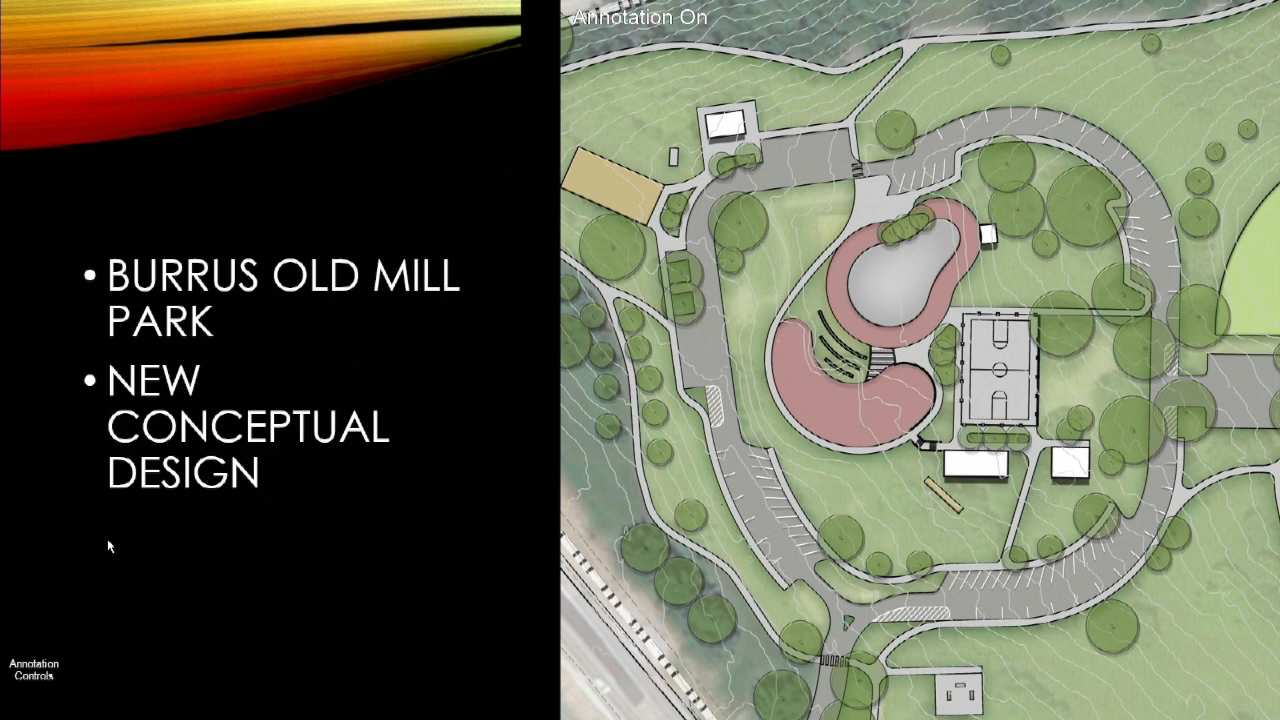 Annotation On
• BURRUS OLD MILL
PARK
• NEW
CONCEPTUAL
DESIGN
Annotation
Controls